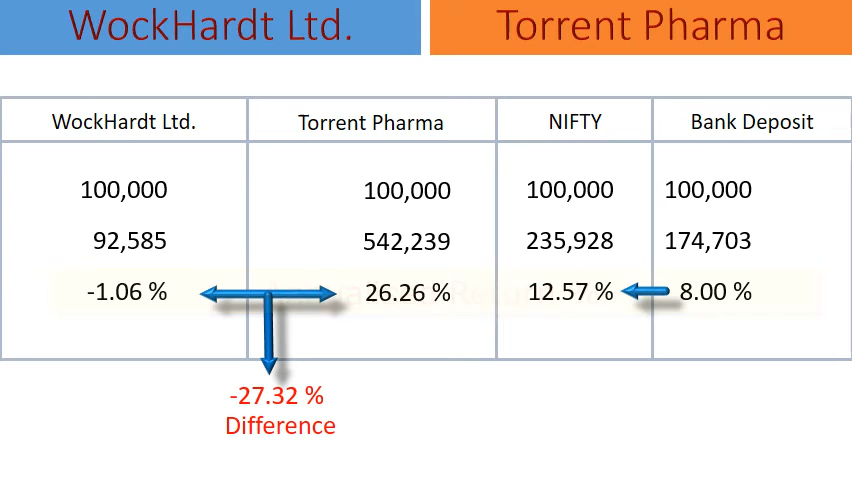 WockHardt Ltd. Torrent Pharma
WockHardt Ltd. Torrent Pharma NIFTY Bank Deposit
100,000 100,000 100,000 100,000
92,585 542,239 235,928 174,703
-1.06 % 26.26 % 12.57 % 8.00 %
-27.32 %
Difference